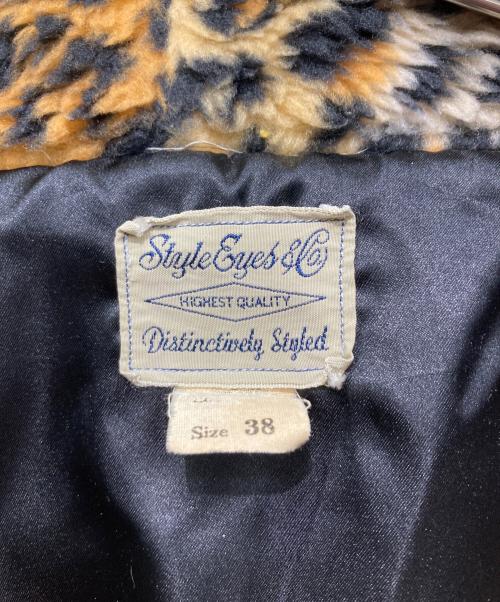 Style Eyes & Co
HIGHEST QUALITY
Distinctively Styled
Size 38